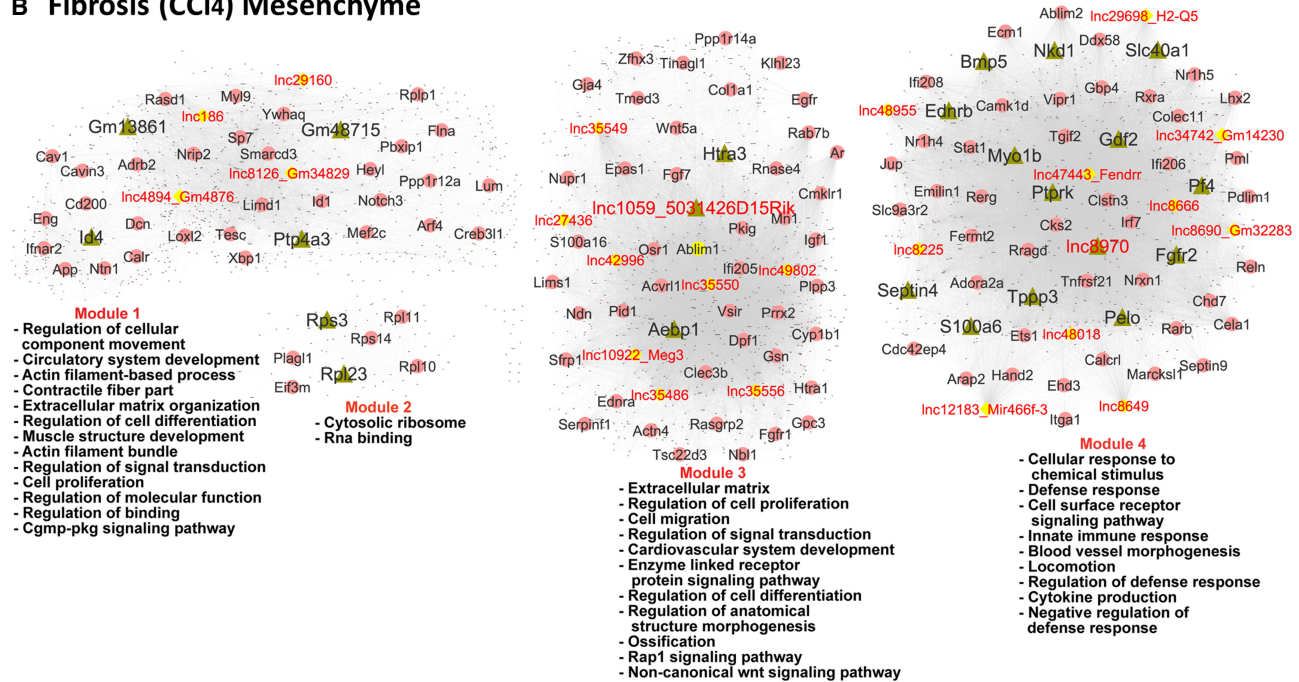 B Fibrosis (CCl4) Mesenchyme
lnc29160
Rasd1
Myl9
Rplp1
lnc186
Ywhaq
Gm13861
Gm48715
Flna
Sp7
Pbxip1
Cav1
Nrip2
Smarcd3
Cavin3
Adrb2
lnc8126_Gm34829
Heyl
Ppp1r12a
Lum
lnc4894_Gm4876
Cd200
Limd1
Id1
Notch3
Eng
Dcn
Arf4
Id4
Loxl2
Tesc
Ptp4a3
Mef2c
Creb3l1
Ifnar2
Calr
Xbp1
App
Ntn1
Module 1
- Regulation of cellular
component movement
- Circulatory system development
- Actin filament-based process
- Contractile fiber part
- Extracellular matrix organization
- Regulation of cell differentiation
- Muscle structure development
- Actin filament bundle
- Regulation of signal transduction
- Cell proliferation
- Regulation of molecular function
- Regulation of binding
- Cgmp-pkg signaling pathway
Rps3
Rpl11
Rps14
Plagl1
Rpl23
Rpl10
Eif3m
Module 2
- Cytosolic ribosome
- Rna binding
Ppp1r14a
Zfhx3
Tinagl1
Klhl23
Gja4
Tmed3
Col1a1
Egfr
lnc35549
Wnt5a
Rab7b
Htra3
Ar
Epas1
Fgf7
Rnase4
Nupr1
Cmklr1
lnc1059_5031426D15Rik
lnc27436
Mn1
Pkig
S100a16
Osr1
Ablim1
Igf1
lnc42996
Ifi205
lnc49802
Lims1
Acvrl1
lnc35550
Plpp3
Ndn
Pid1
Vsir
Prrx2
Aebp1
Dpf1
Cyp1b1
Sfrp1
lnc10922_Meg3
Gsn
Clec3b
lnc35486
lnc35556
Htra1
Ednra
Serpinf1
Actn4
Rasgrp2
Fgfr1
Gpc3
Tsc22d3
Nbl1
Module 3
- Extracellular matrix
- Regulation of cell proliferation
- Cell migration
- Regulation of signal transduction
- Cardiovascular system development
- Enzyme linked receptor
protein signaling pathway
- Regulation of cell differentiation
- Regulation of anatomical
structure morphogenesis
- Ossification
- Rap1 signaling pathway
- Non-canonical wnt signaling pathway
Ablim2
lnc29698_H2-Q5
Ecm1
Ddx58
Nkd1
Slc40a1
Bmp5
Nr1h5
Ifi208
Gbp4
Lhx2
Vipr1
Rxra
lnc48955
Ednrb
Camk1d
Colec11
Tgif2
Gdf2
lnc34742_Gm14230
Nr1h4
Stat1
Myo1b
Ifi206
Pml
Jup
lnc47443_Fendrr
Pf4
Emilin1
Rerg
Ptprk
Clstn3
Pdlim1
Slc9a3r2
lnc8666
Cks2
Irf7
lnc8690_Gm32283
Fermt2
lnc8225
Rragd
lnc8970
Fgfr2
Reln
Septin4
Adora2a
Tnfrsf21
Nrxn1
Tppp3
Chd7
S100a6
Pelo
Ets1
lnc48018
Rarb
Cela1
Cdc42ep4
Calcrl
Marcksl1
Septin9
Arap2
Hand2
Ehd3
lnc12183_Mir466f-3
lnc8649
Itga1
Module 4
- Cellular response to
chemical stimulus
- Defense response
- Cell surface receptor
signaling pathway
- Innate immune response
- Blood vessel morphogenesis
- Locomotion
- Regulation of defense response
- Cytokine production
- Negative regulation of
defense response